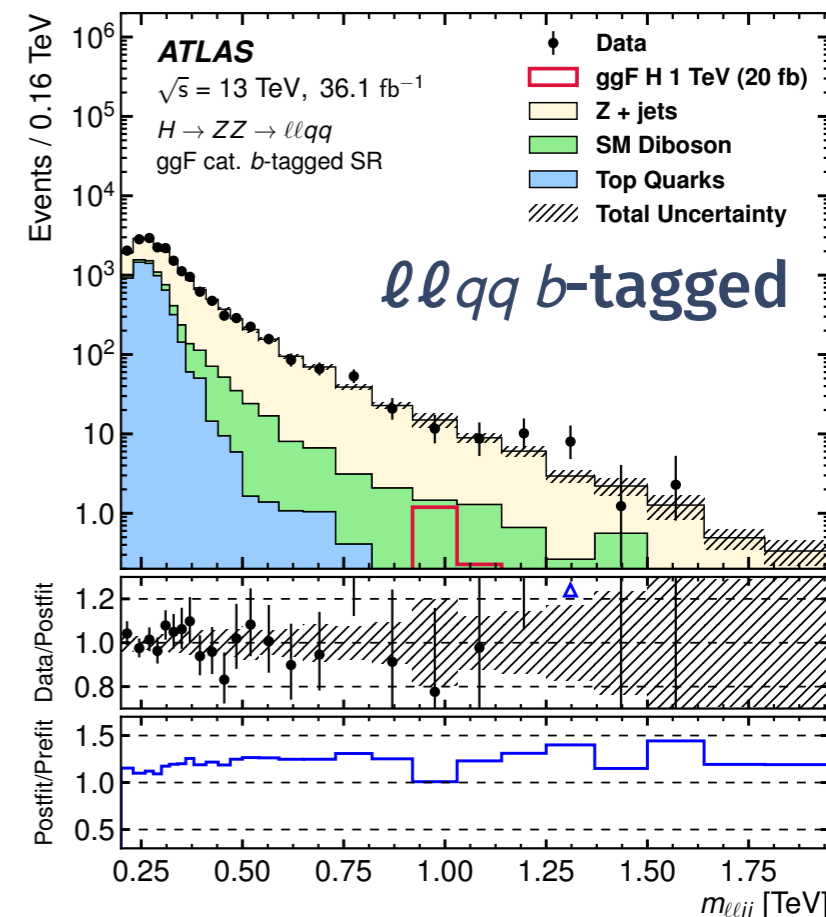 Events / 0.16 TeV
10⁶
10⁵
10⁴
10³
10²
10
1.0
ATLAS
√s = 13 TeV, 36.1 fb⁻¹
H → ZZ → ℓℓqq
ggF cat. b-tagged SR
Data
ggF H 1 TeV (20 fb)
Z + jets
SM Diboson
Top Quarks
Total Uncertainty
ℓℓqq b-tagged
Data/Postfit
1.2
1.0
0.8
Postfit/Prefit
1.5
1.0
0.5
0.25 0.50 0.75 1.00 1.25 1.50 1.75
mℓℓjj [TeV]